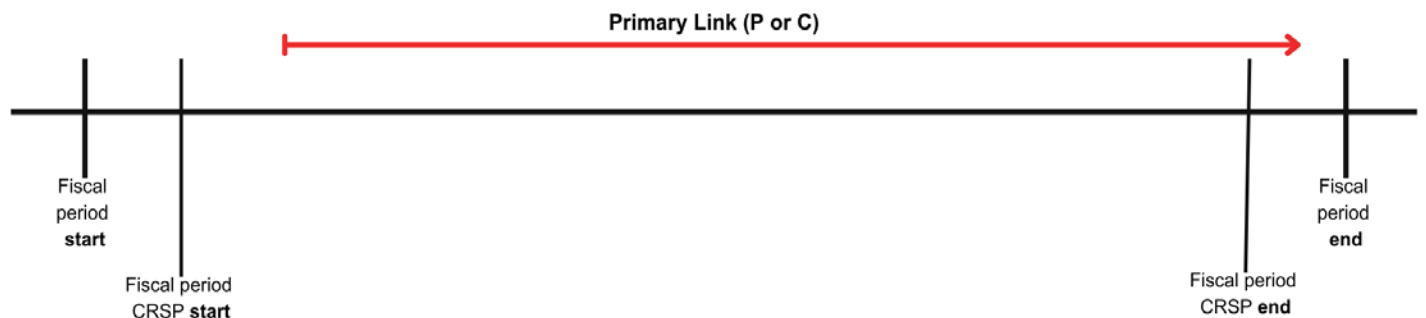 Primary Link (P or C)
Fiscal
period
start
Fiscal period
CRSP start
Fiscal period
CRSP end
Fiscal
period
end